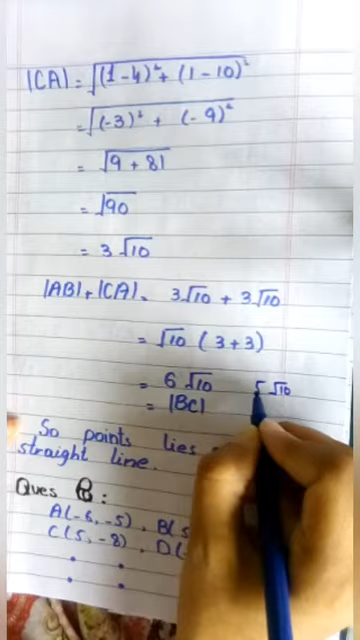 |CA| = √(1-4)² + (1-10)²
= √(-3)² + (-9)²
= √9 + 81
= √90
= 3 √10
|AB| + |CA| = 3√10 + 3√10
= √10 (3+3)
= 6 √10 √10
= |BC|
So points lies
straight line.
Ques 8:
A(-6, -5), B(5
C(5, -8), D(-